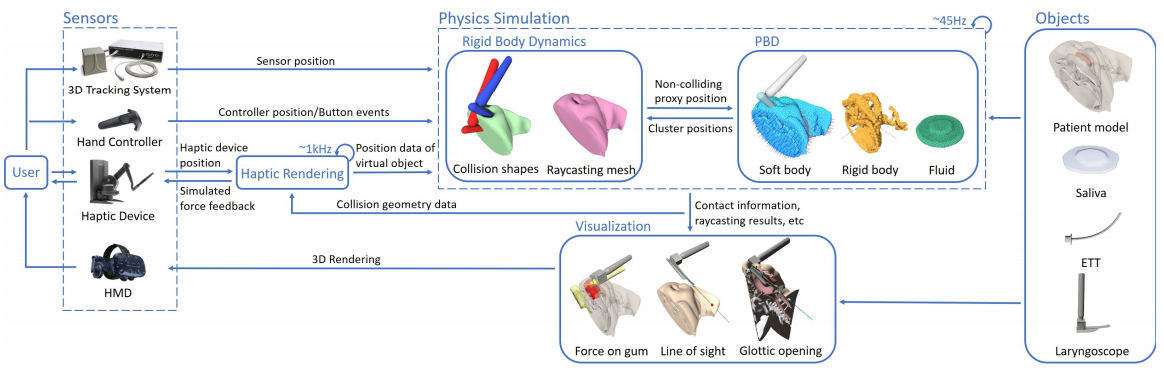 Sensors
Physics Simulation
~45Hz
Objects
Rigid Body Dynamics
PBD
Sensor position
3D Tracking System
Non-colliding
proxy position
Controller position/Button events
Cluster positions
Hand Controller
Patient model
Haptic device
position
~1kHz
Position data of
virtual object
User
Haptic Rendering
Collision shapes
Raycasting mesh
Soft body
Rigid body
Fluid
Simulated
force feedback
Haptic Device
Saliva
Collision geometry data
Contact information,
raycasting results, etc
Visualization
3D Rendering
ETT
HMD
Force on gum
Line of sight
Glottic opening
Laryngoscope